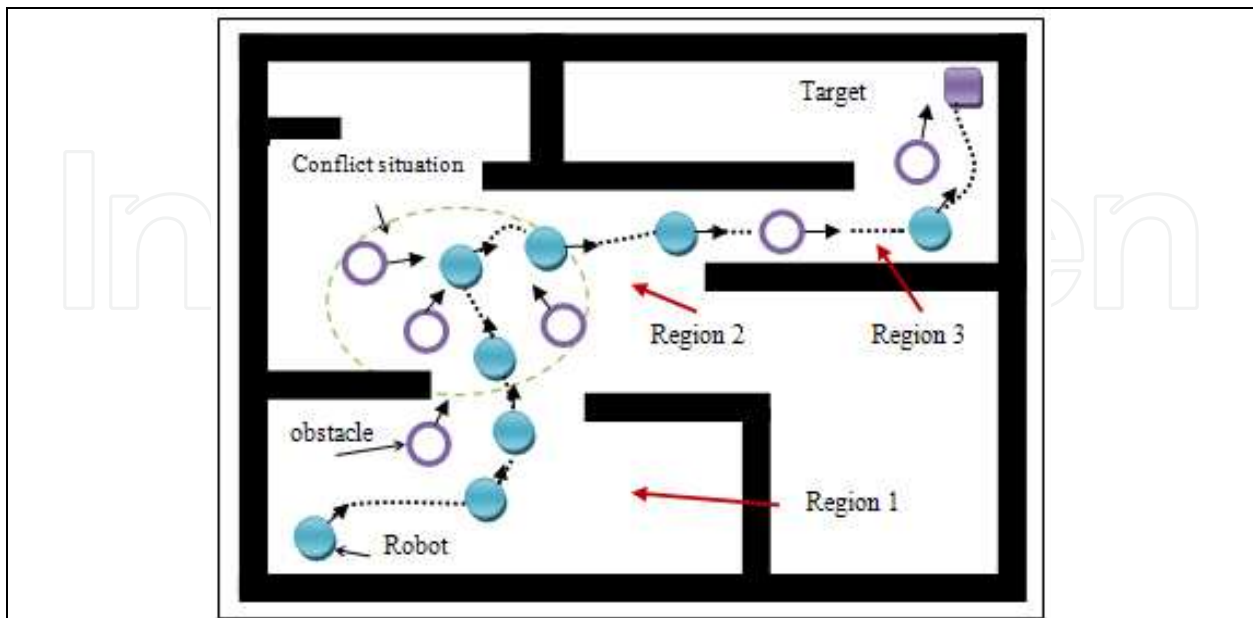 Target
Conflict situation
Region 2
Region 3
obstacle
Region 1
Robot